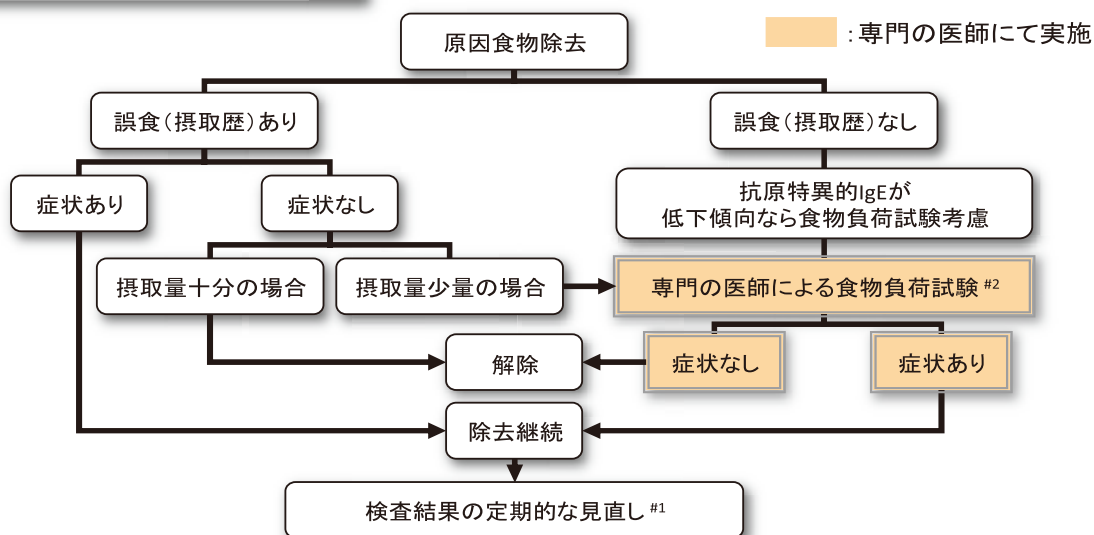 原因食物除去
：専門の医師にて実施
誤食（摂取歴）あり
誤食（摂取歴）なし
症状あり
症状なし
抗原特異的IgEが
低下傾向なら食物負荷試験考慮
摂取量十分の場合
摂取量少量の場合
専門の医師による食物負荷試験 #2
解除
症状なし
症状あり
除去継続
検査結果の定期的な見直し #1